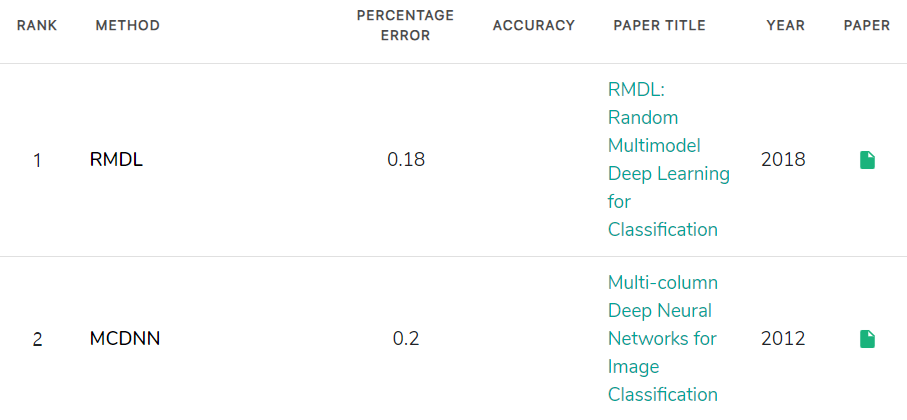 RANK METHOD PERCENTAGE ERROR ACCURACY PAPER TITLE YEAR PAPER
1 RMDL 0.18 RMDL: 2018
Random
Multimodel
Deep Learning
for
Classification
2 MCDNN 0.2 Multi-column 2012
Deep Neural
Networks for
Image
Classification